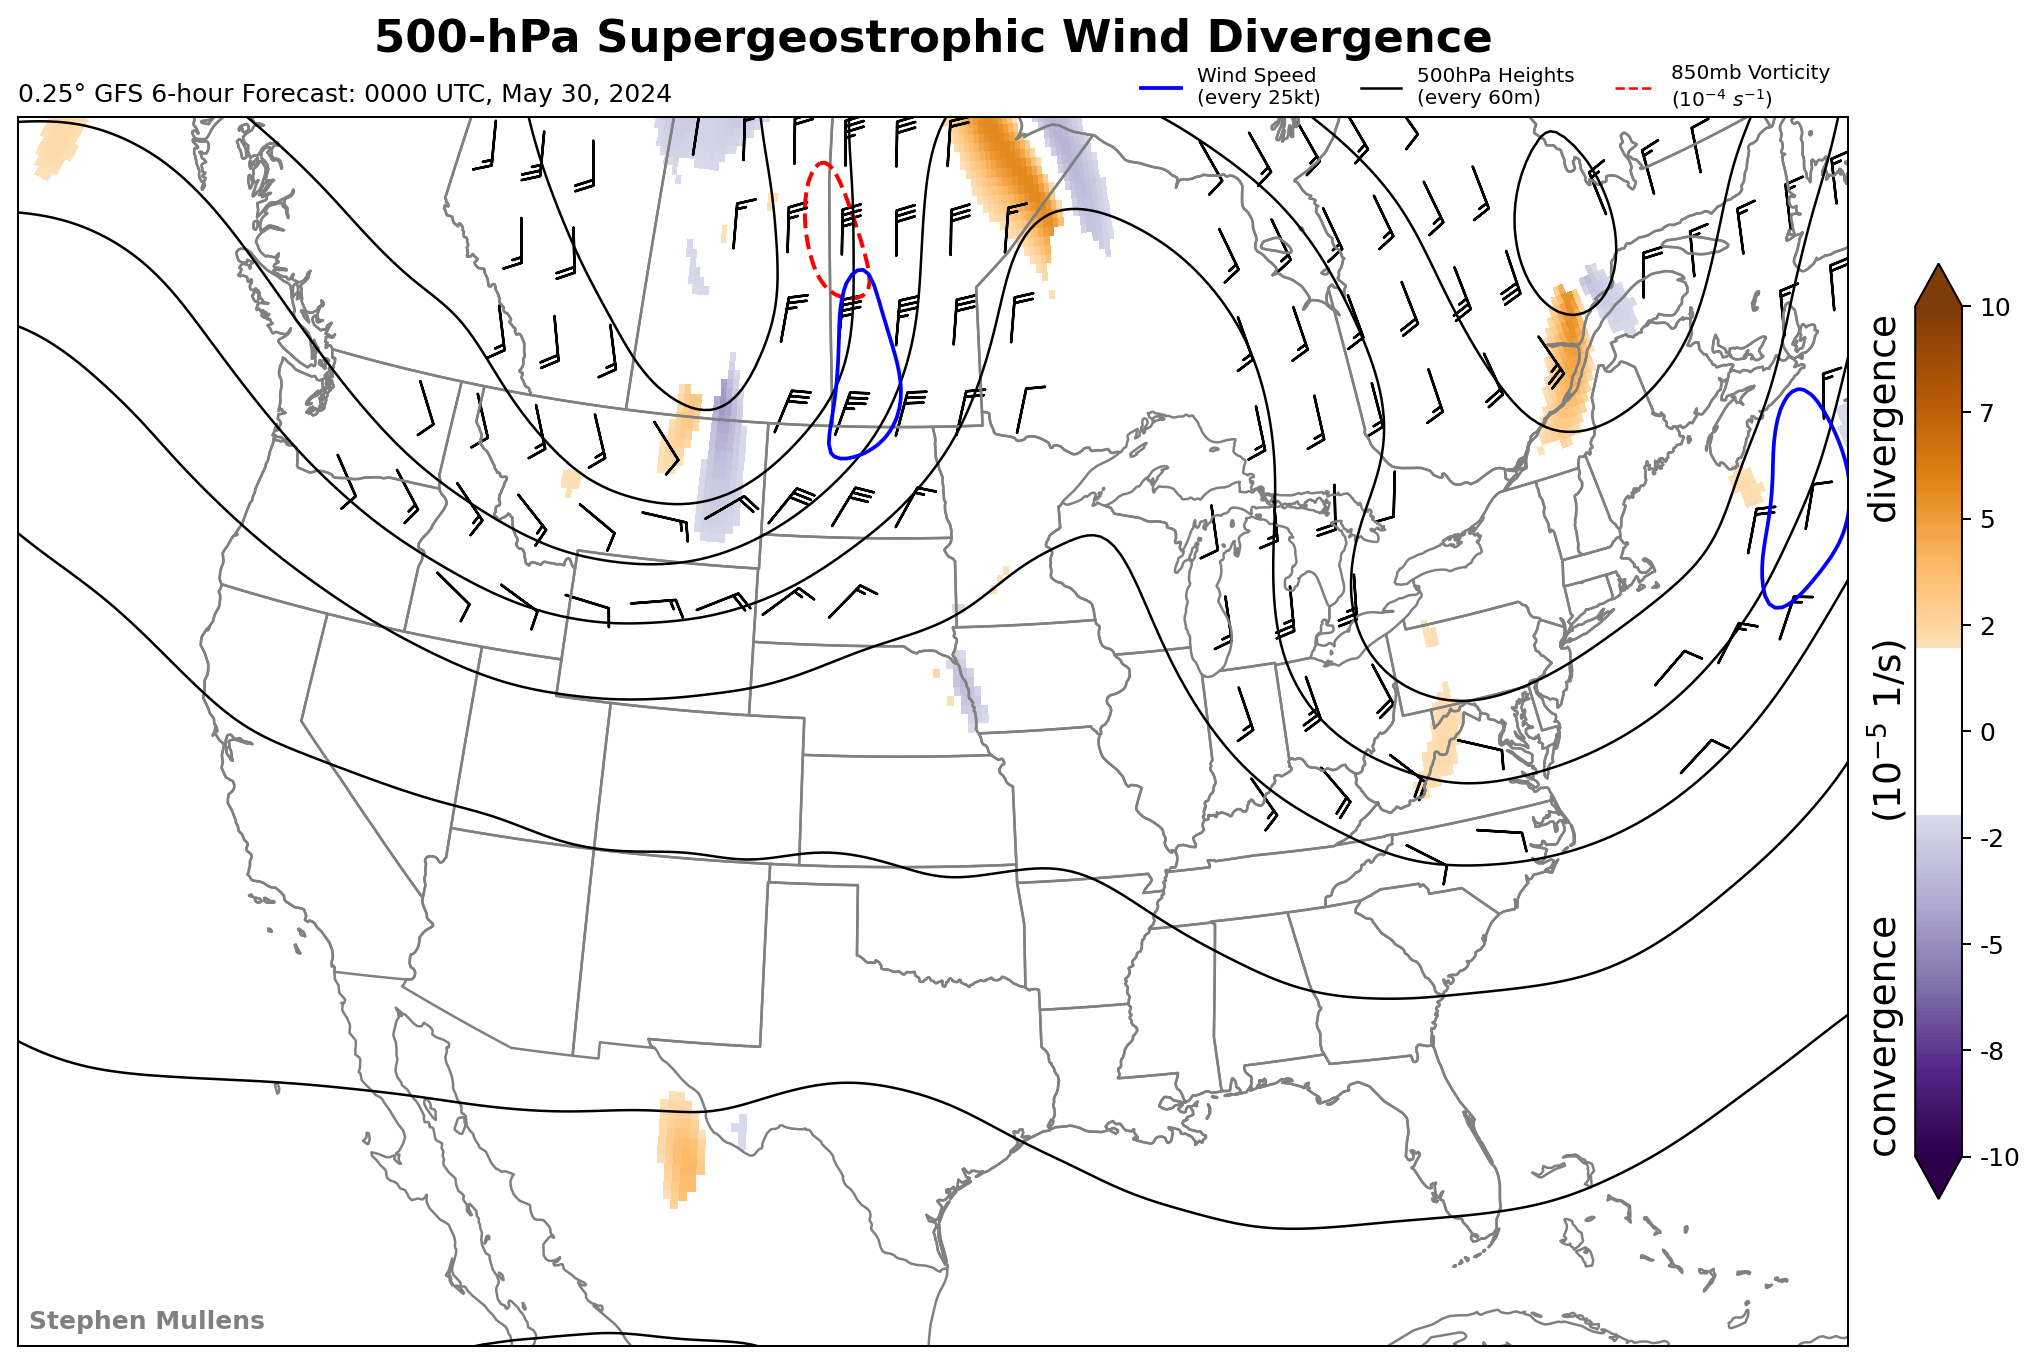 500-hPa Supergeostrophic Wind Divergence
0.25° GFS 6-hour Forecast: 0000 UTC, May 30, 2024
Wind Speed
(every 25kt)
500hPa Heights
(every 60m)
850mb Vorticity
(10⁻⁴ s⁻¹)
10
7
5
2
0
-2
-5
-8
-10
convergence (10⁻⁵ 1/s) divergence
Stephen Mullens